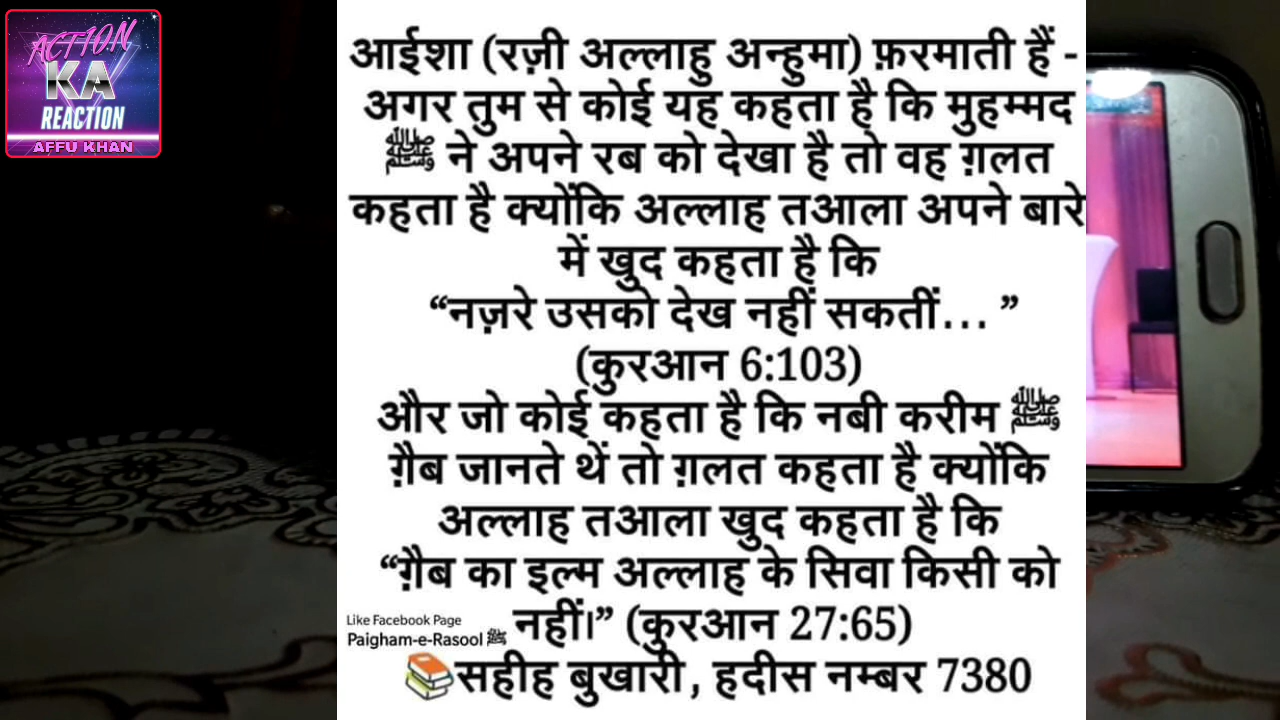 ACTION
KA
REACTION
AFFU KHAN
आईशा (रज़ी अल्लाहु अन्हुमा) फ़रमाती हैं -
अगर तुम से कोई यह कहता है कि मुहम्मद
ﷺ ने अपने रब को देखा है तो वह ग़लत
कहता है क्योंकि अल्लाह तआला अपने बारे
में खुद कहता है कि
“नज़रे उसको देख नहीं सकतीं... ”
(कुरआन 6:103)
और जो कोई कहता है कि नबी करीम ﷺ
ग़ैब जानते थें तो ग़लत कहता है क्योंकि
अल्लाह तआला खुद कहता है कि
“ग़ैब का इल्म अल्लाह के सिवा किसी को
नहीं।” (कुरआन 27:65)
Like Facebook Page
Paigham-e-Rasool ﷺ
सहीह बुखारी, हदीस नम्बर 7380